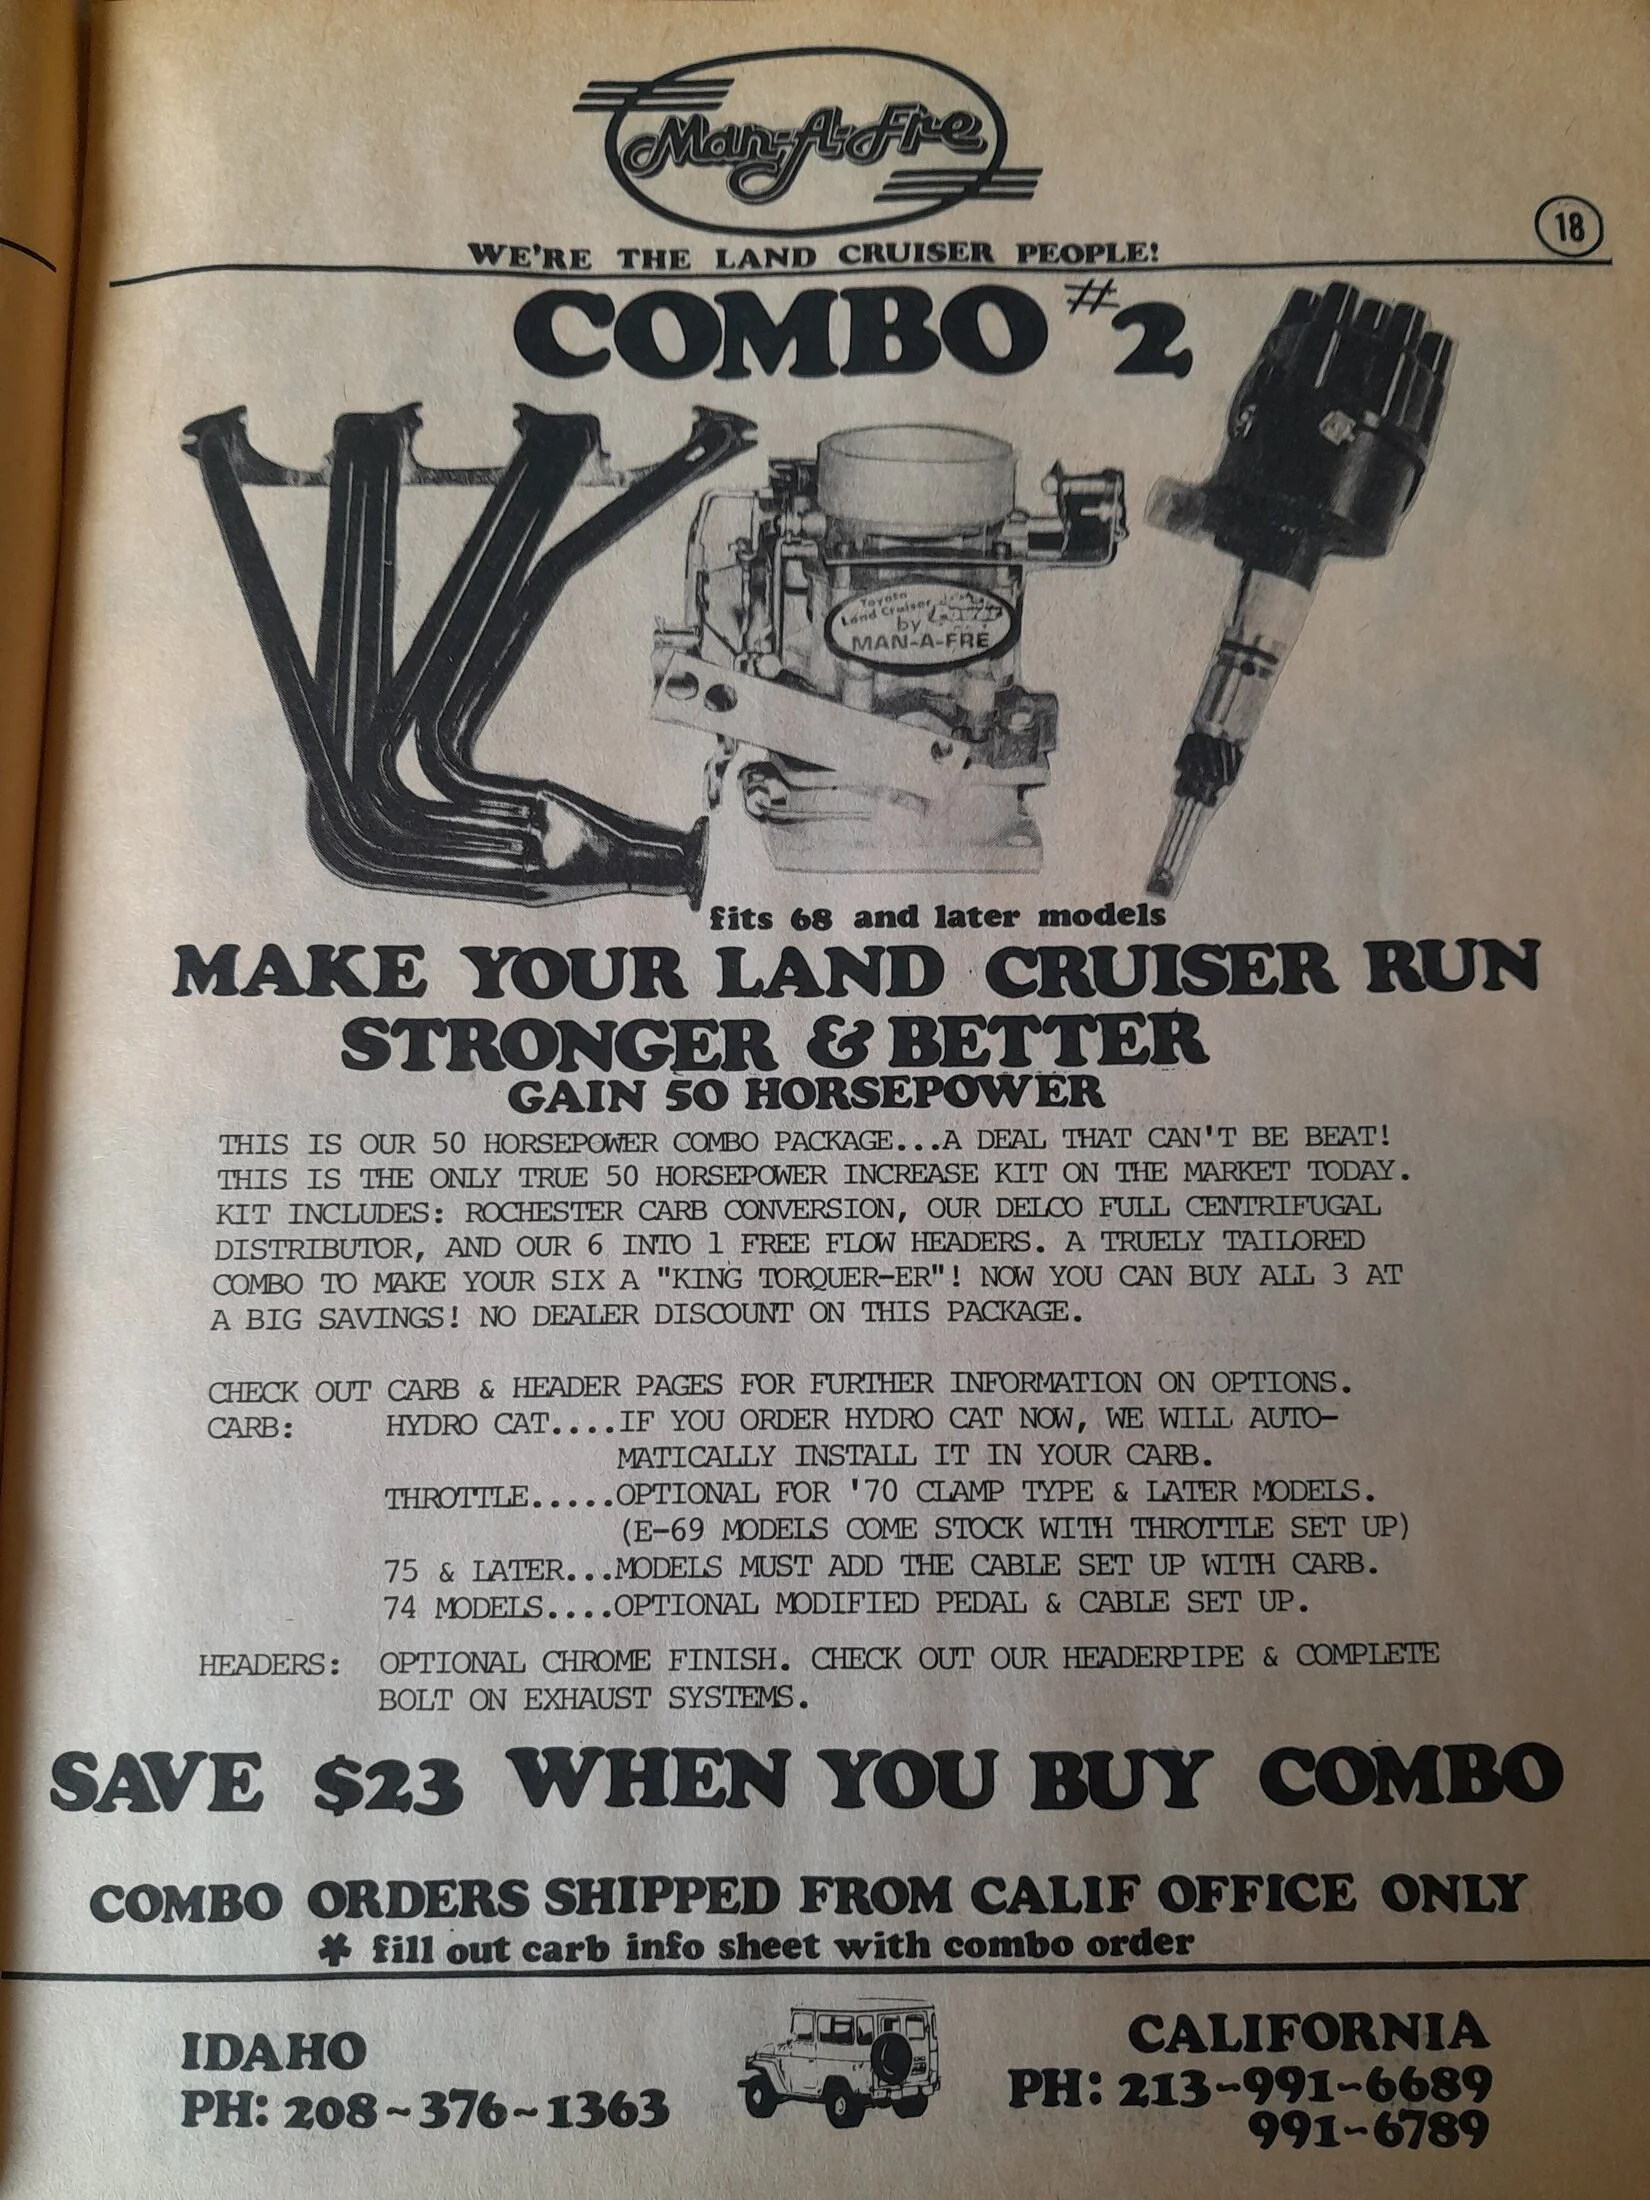 Man-A-Fre
WE'RE THE LAND CRUISER PEOPLE!
18
COMBO #2
Toyota
Land Cruiser Power
by
MAN-A-FRE
fits 68 and later models
MAKE YOUR LAND CRUISER RUN
STRONGER & BETTER
GAIN 50 HORSEPOWER
THIS IS OUR 50 HORSEPOWER COMBO PACKAGE...A DEAL THAT CAN'T BE BEAT!
THIS IS THE ONLY TRUE 50 HORSEPOWER INCREASE KIT ON THE MARKET TODAY.
KIT INCLUDES: ROCHESTER CARB CONVERSION, OUR DELCO FULL CENTRIFUGAL
DISTRIBUTOR, AND OUR 6 INTO 1 FREE FLOW HEADERS. A TRUELY TAILORED
COMBO TO MAKE YOUR SIX A "KING TORQUER-ER"! NOW YOU CAN BUY ALL 3 AT
A BIG SAVINGS! NO DEALER DISCOUNT ON THIS PACKAGE.
CHECK OUT CARB & HEADER PAGES FOR FURTHER INFORMATION ON OPTIONS.
CARB: HYDRO CAT....IF YOU ORDER HYDRO CAT NOW, WE WILL AUTO-
MATICALLY INSTALL IT IN YOUR CARB.
THROTTLE.....OPTIONAL FOR '70 CLAMP TYPE & LATER MODELS.
(E-69 MODELS COME STOCK WITH THROTTLE SET UP)
75 & LATER...MODELS MUST ADD THE CABLE SET UP WITH CARB.
74 MODELS....OPTIONAL MODIFIED PEDAL & CABLE SET UP.
HEADERS: OPTIONAL CHROME FINISH. CHECK OUT OUR HEADERPIPE & COMPLETE
BOLT ON EXHAUST SYSTEMS.
SAVE $23 WHEN YOU BUY COMBO
COMBO ORDERS SHIPPED FROM CALIF OFFICE ONLY
* fill out carb info sheet with combo order
IDAHO
PH: 208~376~1363
CALIFORNIA
PH: 213~991~6689
991~6789